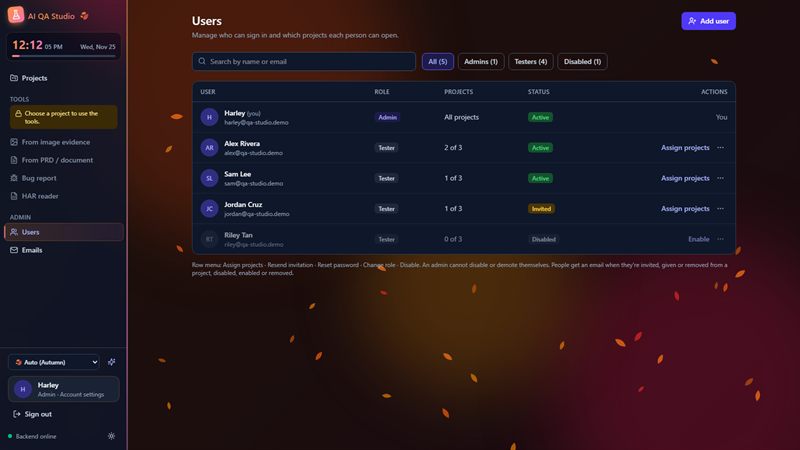 AI QA Studio
12:12 05 PM
Wed, Nov 25
Projects
TOOLS
Choose a project to use the
tools.
From image evidence
From PRD / document
Bug report
HAR reader
ADMIN
Users
Emails
Auto (Autumn)
H
Harley
Admin · Account settings
Sign out
Backend online
Users
Manage who can sign in and which projects each person can open.
Add user
Search by name or email
All (5)
Admins (1)
Testers (4)
Disabled (1)
USER ROLE PROJECTS STATUS ACTIONS
H Harley (you) Admin All projects Active You
harley@qa-studio.demo
AR Alex Rivera Tester 2 of 3 Active Assign projects ···
alex@qa-studio.demo
SL Sam Lee Tester 1 of 3 Active Assign projects ···
sam@qa-studio.demo
JC Jordan Cruz Tester 1 of 3 Invited Assign projects ···
jordan@qa-studio.demo
RT Riley Tan Tester 0 of 3 Disabled Enable ···
riley@qa-studio.demo
Row menu: Assign projects · Resend invitation · Reset password · Change role · Disable. An admin cannot disable or demote themselves. People get an email when they're invited, given or removed from a
project, disabled, enabled or removed.